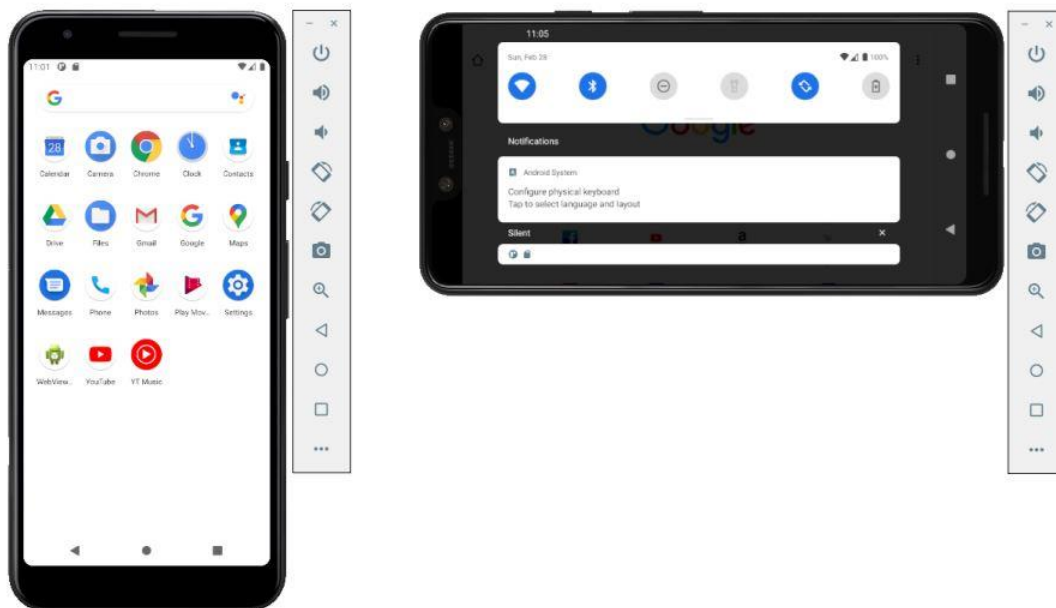 11:01
G
28
Calendar Camera Chrome Clock Contacts
Drive Files Gmail Google Maps
Messages Phone Photos Play Mov.. Settings
WebView.. YouTube YT Music
11:05
Sun, Feb 28 100%
Google
Notifications
Android System
Configure physical keyboard
Tap to select language and layout
Silent
a